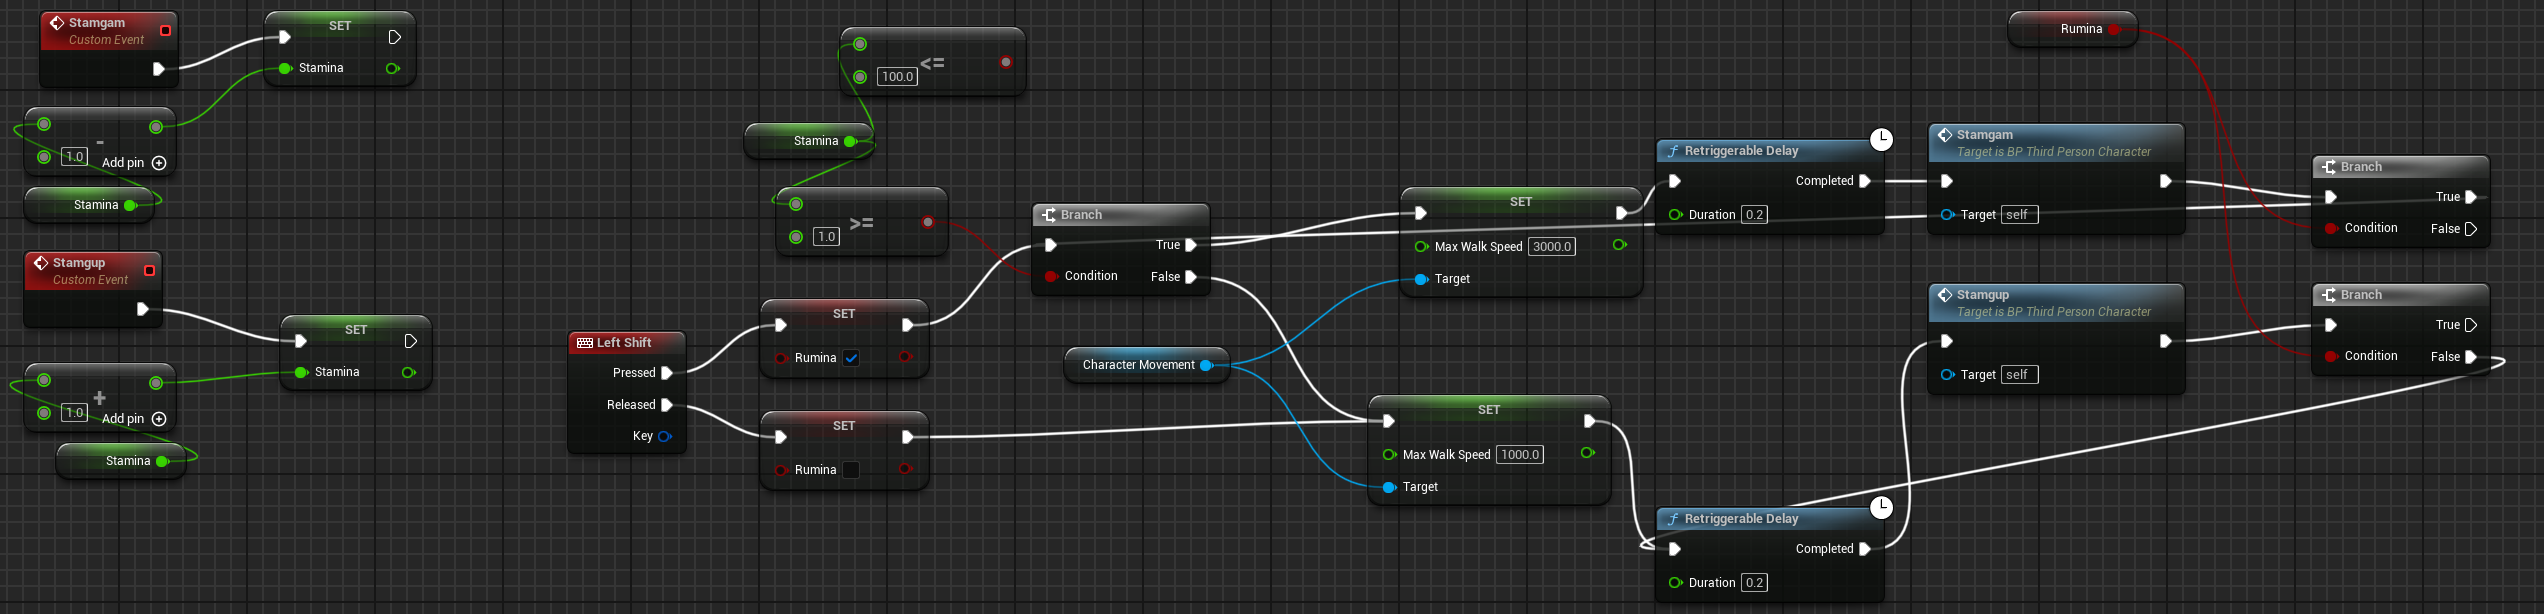 Stamgam
Custom Event
SET
Stamina
-
1.0
Add pin
Stamina
Stamgup
Custom Event
SET
Stamina
+
1.0
Add pin
Stamina
<=
100.0
Stamina
>=
1.0
Left Shift
Pressed
Released
Key
SET
Rumina
SET
Rumina
Branch
True
Condition
False
Character Movement
SET
Max Walk Speed 3000.0
Target
SET
Max Walk Speed 1000.0
Target
Retriggerable Delay
Completed
Duration 0.2
Retriggerable Delay
Completed
Duration 0.2
Stamgam
Target is BP Third Person Character
Target self
Stamgup
Target is BP Third Person Character
Target self
Rumina
Branch
True
Condition
False
Branch
True
Condition
False